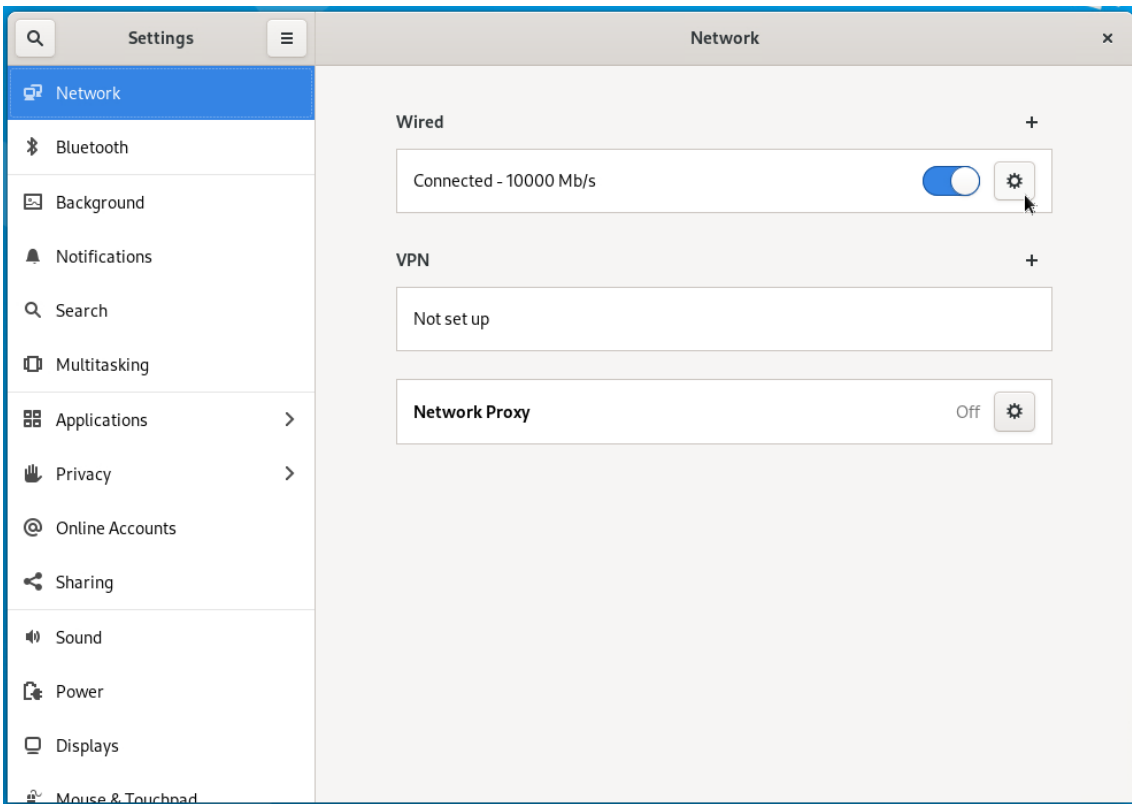 Settings
Network
Network
Bluetooth
Background
Notifications
Search
Multitasking
Applications
Privacy
Online Accounts
Sharing
Sound
Power
Displays
Mouse & Touchpad
Wired
Connected - 10000 Mb/s
VPN
Not set up
Network Proxy Off